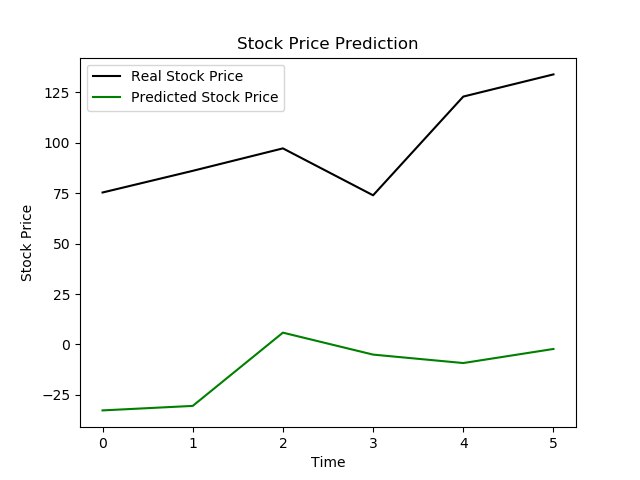 Stock Price Prediction
Real Stock Price
Predicted Stock Price
Stock Price
125
100
75
50
25
0
−25
0 1 2 3 4 5
Time